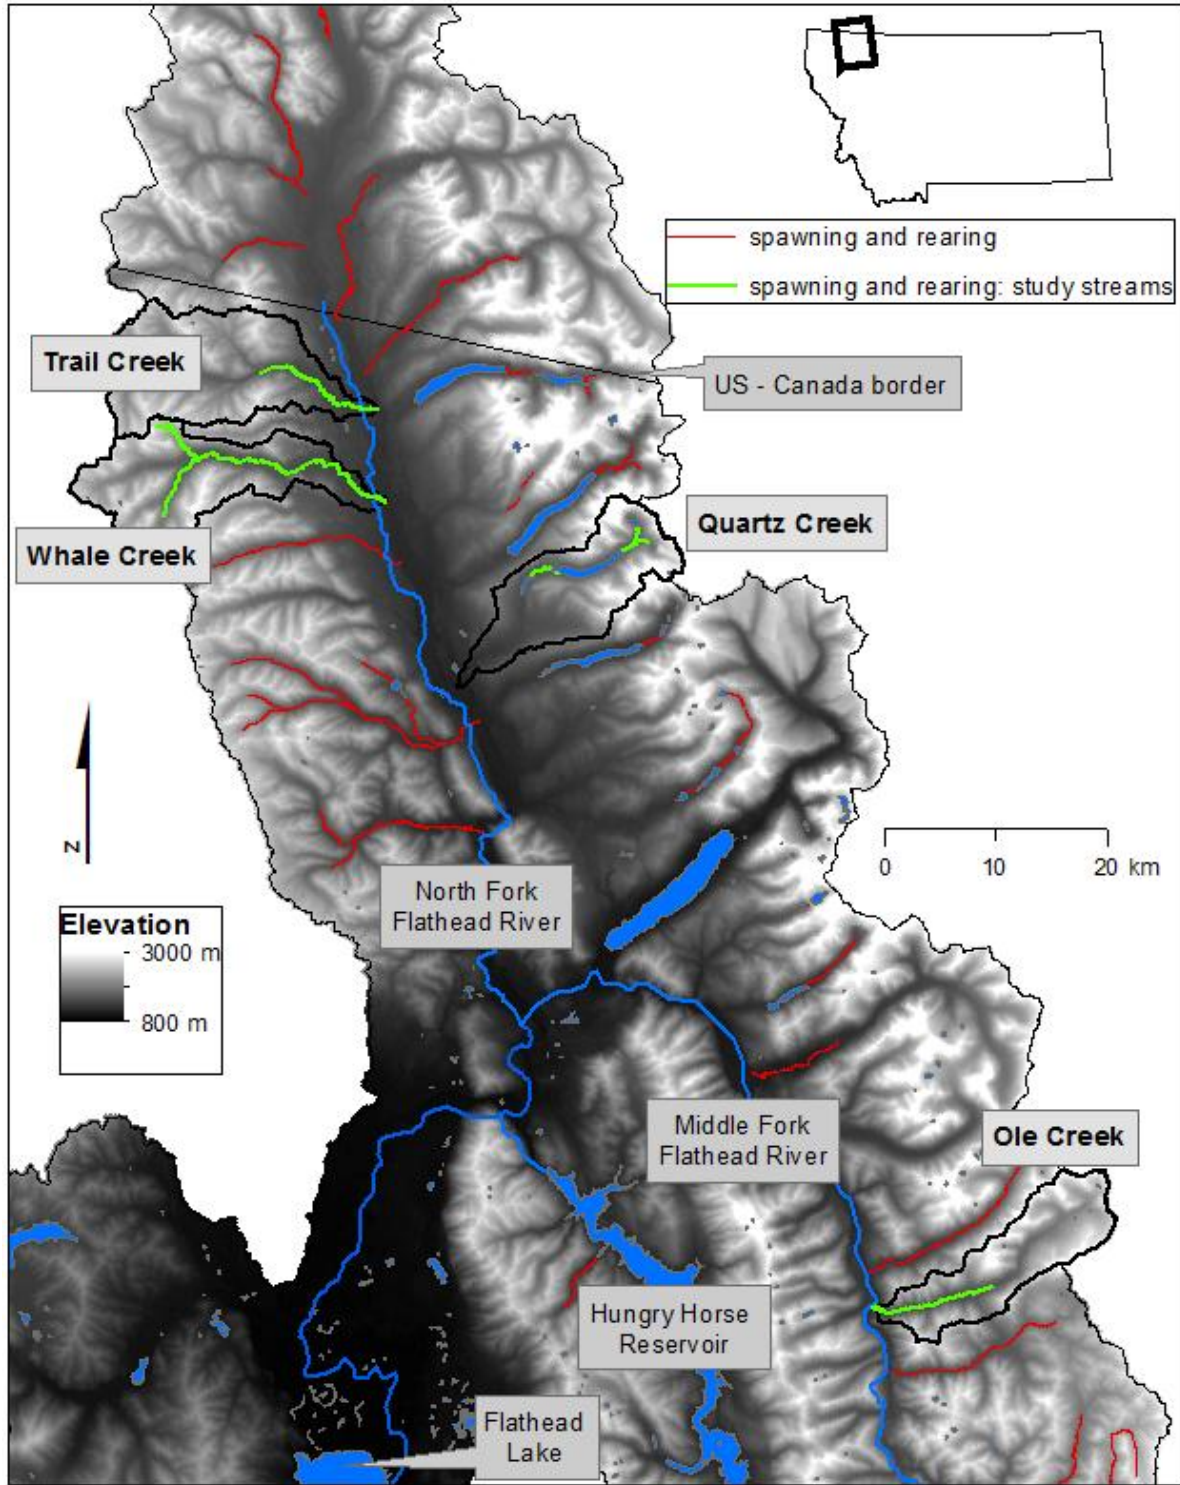 spawning and rearing
spawning and rearing: study streams
Trail Creek
US - Canada border
Quartz Creek
Whale Creek
N
0 10 20 km
North Fork
Flathead River
Elevation
3000 m
800 m
Middle Fork
Flathead River
Ole Creek
Hungry Horse
Reservoir
Flathead
Lake